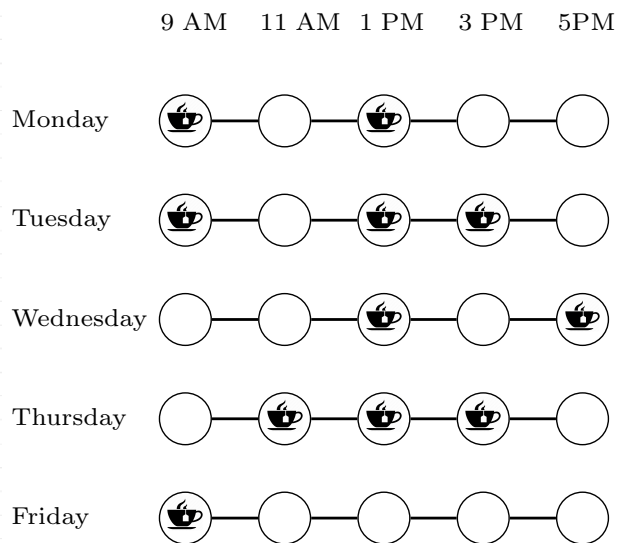 9 AM 11 AM 1 PM 3 PM 5PM
Monday
Tuesday
Wednesday
Thursday
Friday